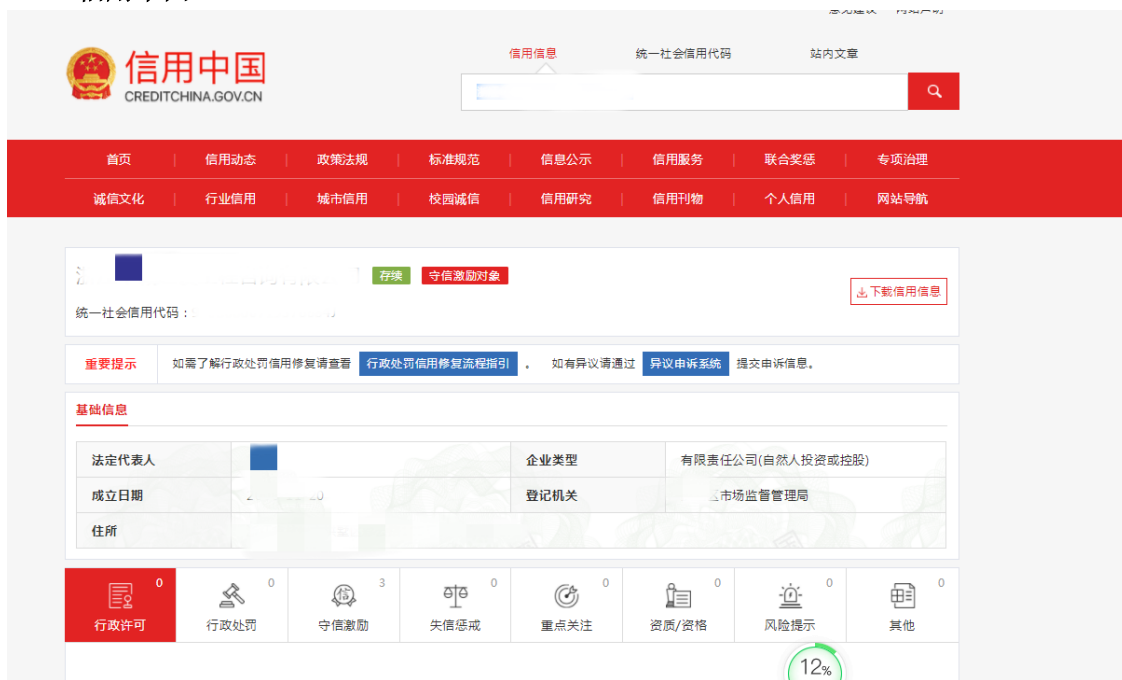 信用中国
CREDITCHINA.GOV.CN
信用信息 统一社会信用代码 站内文章
首页 信用动态 政策法规 标准规范 信息公示 信用服务 联合奖惩 专项治理
诚信文化 行业信用 城市信用 校园诚信 信用研究 信用刊物 个人信用 网站导航
存续 守信激励对象
下载信用信息
统一社会信用代码：
重要提示 如需了解行政处罚信用修复请查看 行政处罚信用修复流程指引 。 如有异议请通过 异议申诉系统 提交申诉信息。
基础信息
法定代表人 企业类型 有限责任公司(自然人投资或控股)
成立日期 登记机关 市场监督管理局
住所
0 0 3 0 0 0 0 0
行政许可 行政处罚 守信激励 失信惩戒 重点关注 资质/资格 风险提示 其他
12%